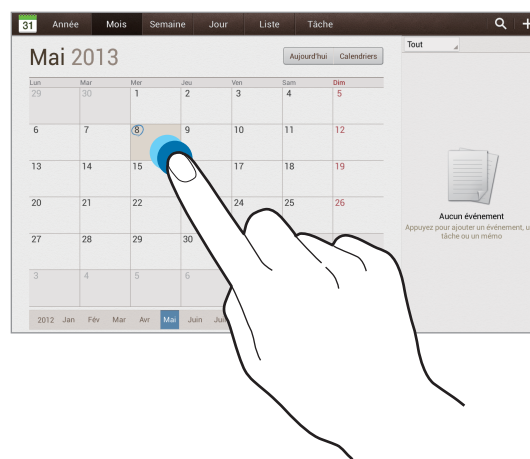 31 Année Mois Semaine Jour Liste Tâche
Mai 2013
Aujourd'hui Calendriers
Tout
Lun Mar Mer Jeu Ven Sam Dim
29 30 1 2 3 4 5
6 7 8 9 10 11 12
13 14 15 17 18 19
20 21 22 24 25 26
27 28 29 30
3 4 5 6
2012 Jan Fév Mar Avr Mai Juin
Aucun événement
Appuyez pour ajouter un événement,
tâche ou un mémo